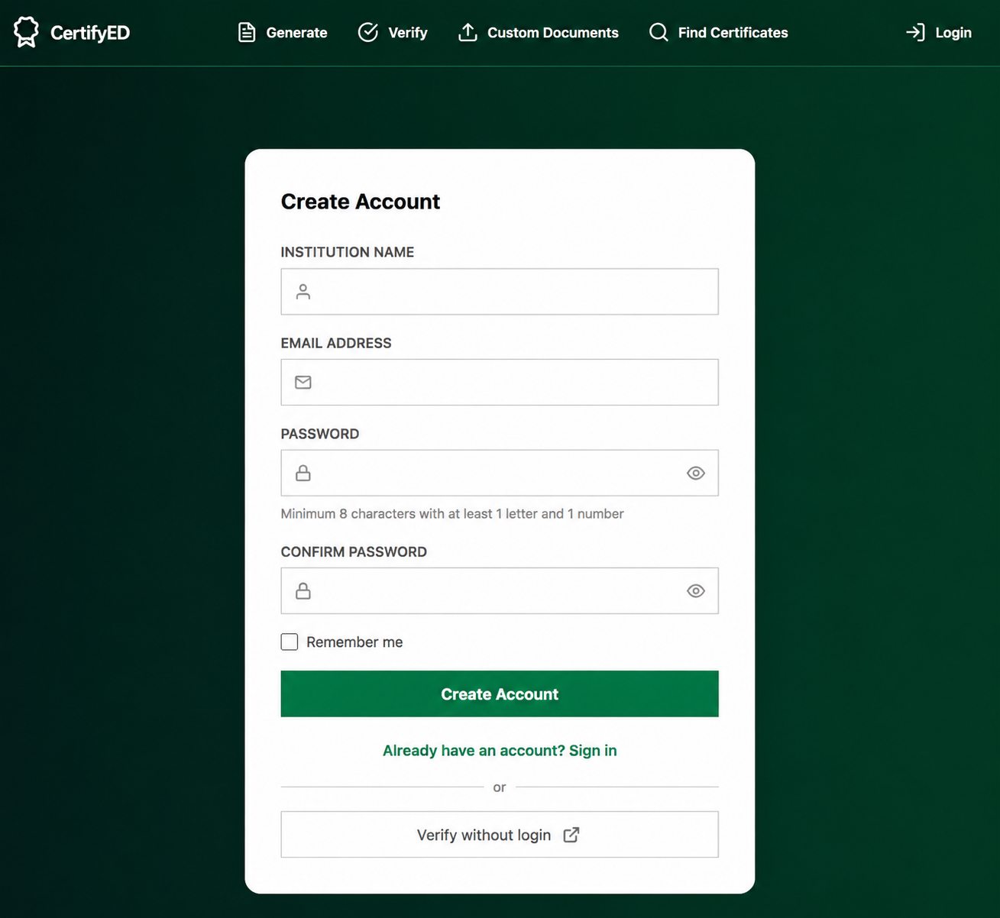 CertifyED
Generate
Verify
Custom Documents
Find Certificates
Login
Create Account
INSTITUTION NAME
EMAIL ADDRESS
PASSWORD
Minimum 8 characters with at least 1 letter and 1 number
CONFIRM PASSWORD
Remember me
Create Account
Already have an account? Sign in
or
Verify without login